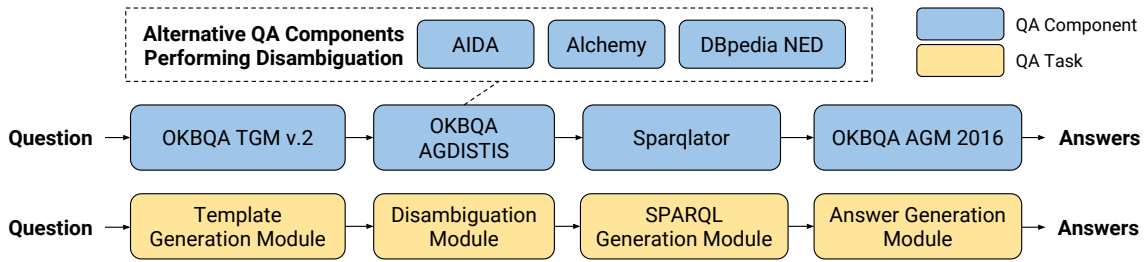 Alternative QA Components
Performing Disambiguation
AIDA
Alchemy
DBpedia NED
QA Component
QA Task
Question
OKBQA TGM v.2
OKBQA
AGDISTIS
Sparqlator
OKBQA AGM 2016
Answers
Question
Template
Generation Module
Disambiguation
Module
SPARQL
Generation Module
Answer Generation
Module
Answers